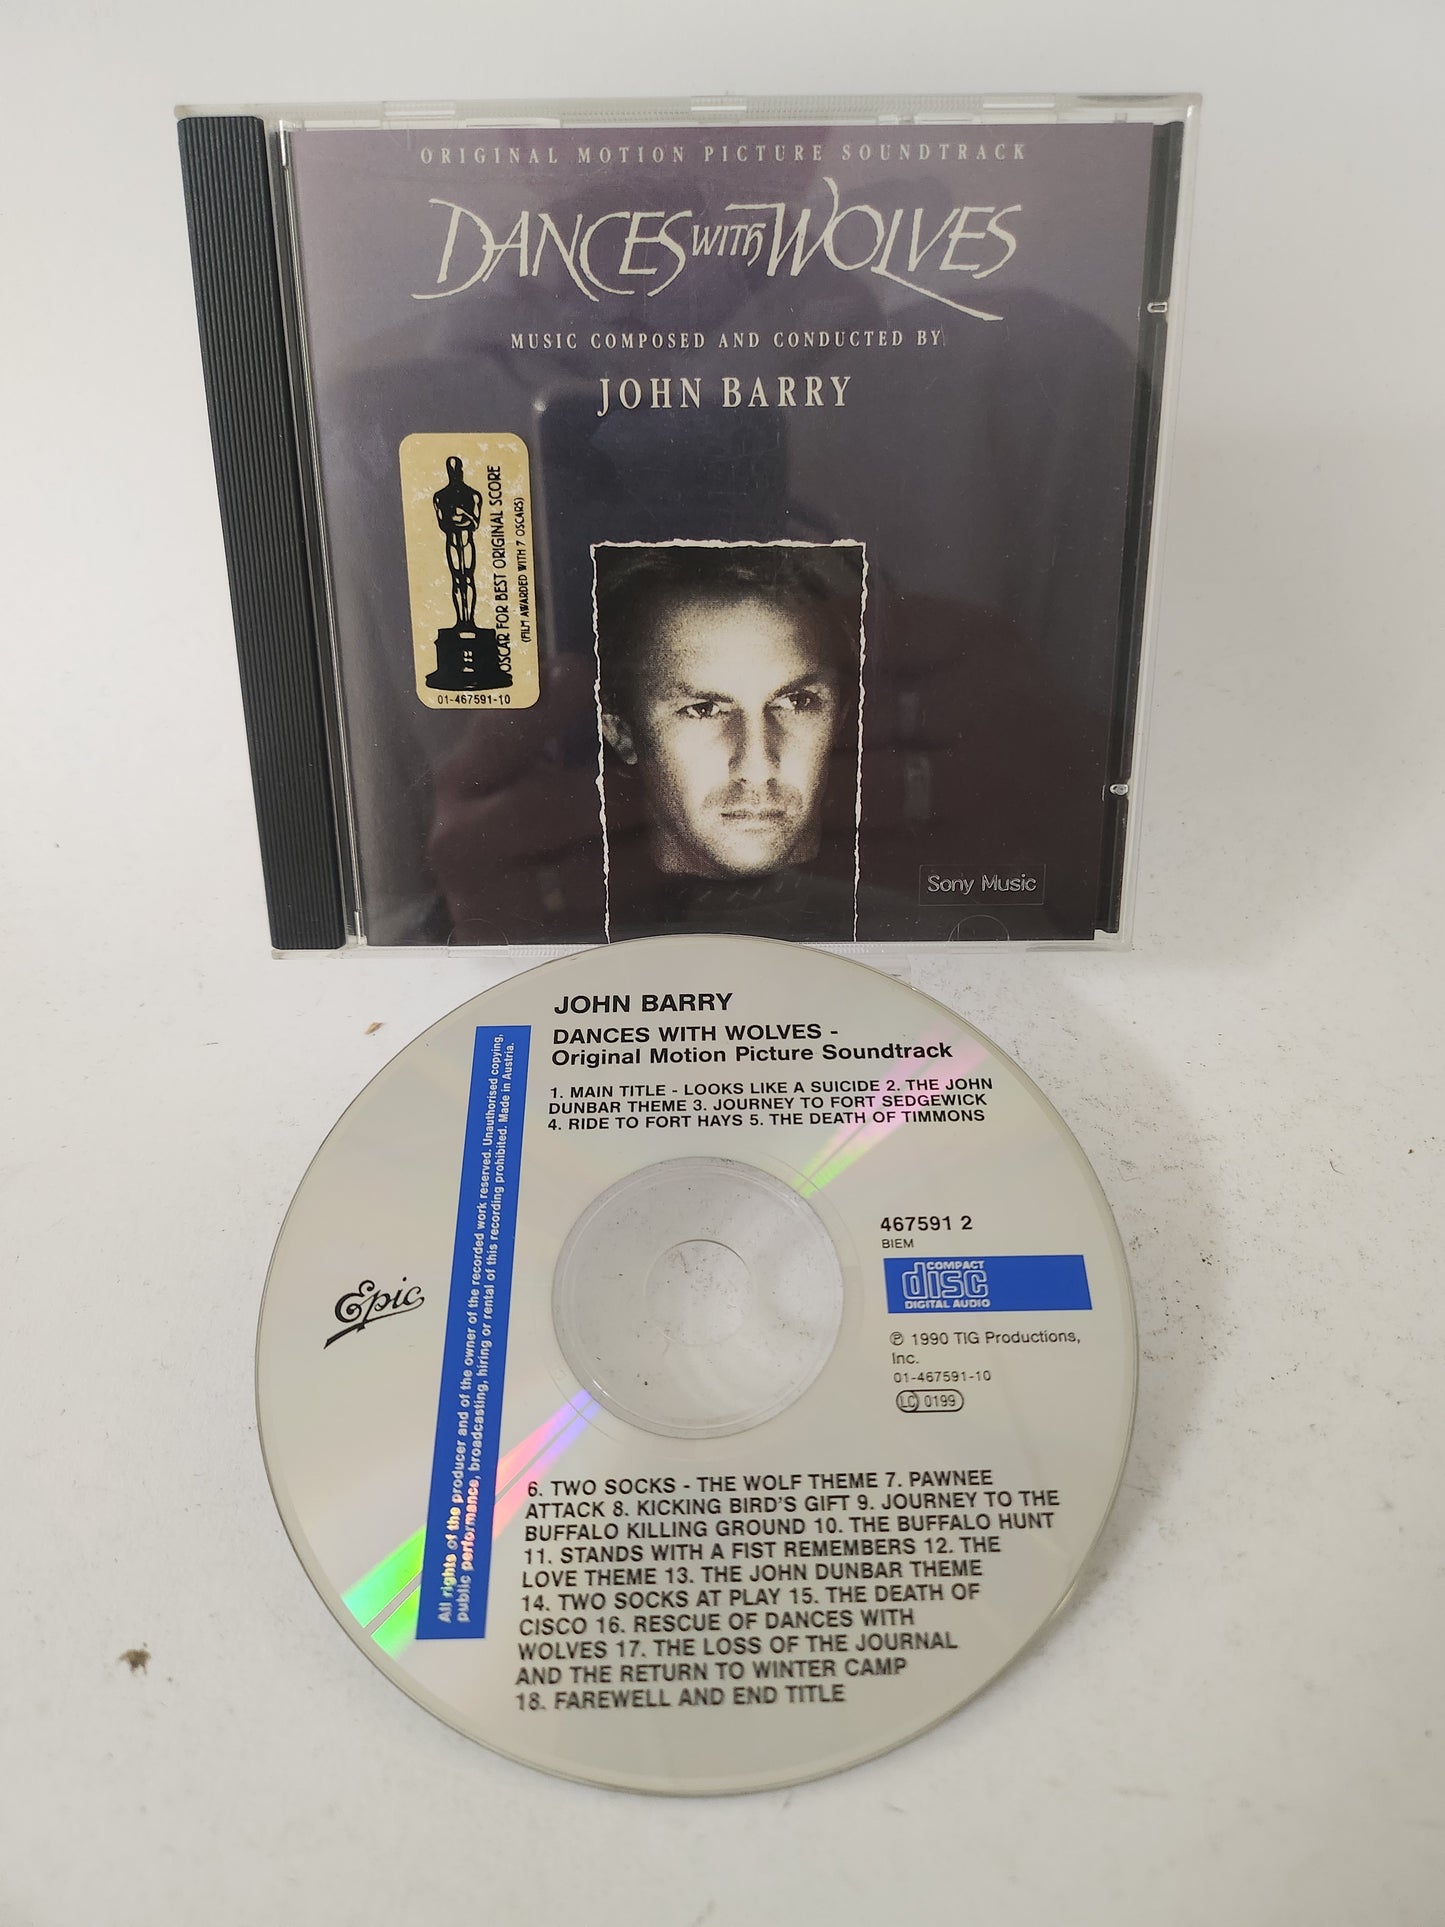 ORIGINAL MOTION PICTURE SOUNDTRACK
DANCES WITH WOLVES
MUSIC COMPOSED AND CONDUCTED BY
JOHN BARRY
OSCAR FOR BEST ORIGINAL SCORE
(FILM AWARDED WITH 7 OSCARS)
01-467591-10
Sony Music
JOHN BARRY
DANCES WITH WOLVES -
Original Motion Picture Soundtrack
1. MAIN TITLE - LOOKS LIKE A SUICIDE 2. THE JOHN
DUNBAR THEME 3. JOURNEY TO FORT SEDGEWICK
4. RIDE TO FORT HAYS 5. THE DEATH OF TIMMONS
All rights of the producer and of the owner of the recorded work reserved. Unauthorised copying,
public performance, broadcasting, hiring or rental of this recording prohibited. Made in Austria.
Epic
467591 2
BIEM
COMPACT
disc
DIGITAL AUDIO
℗ 1990 TIG Productions,
Inc.
01-467591-10
LC 0199
6. TWO SOCKS - THE WOLF THEME 7. PAWNEE
ATTACK 8. KICKING BIRD'S GIFT 9. JOURNEY TO THE
BUFFALO KILLING GROUND 10. THE BUFFALO HUNT
11. STANDS WITH A FIST REMEMBERS 12. THE
LOVE THEME 13. THE JOHN DUNBAR THEME
14. TWO SOCKS AT PLAY 15. THE DEATH OF
CISCO 16. RESCUE OF DANCES WITH
WOLVES 17. THE LOSS OF THE JOURNAL
AND THE RETURN TO WINTER CAMP
18. FAREWELL AND END TITLE